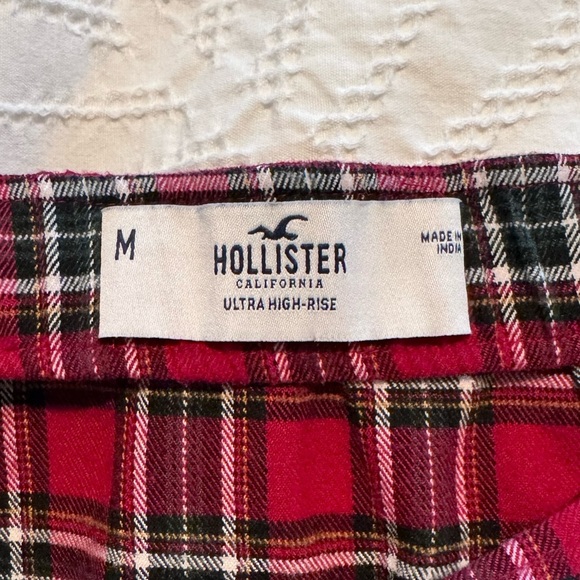 M
HOLLISTER
CALIFORNIA
ULTRA HIGH-RISE
MADE IN
INDIA